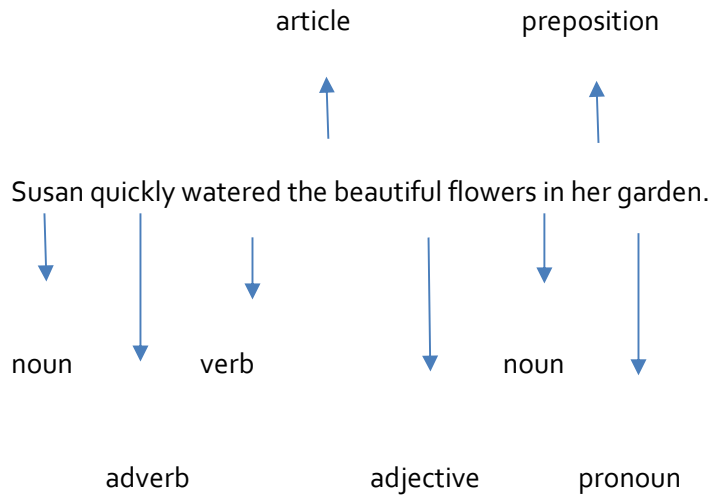 article preposition
Susan quickly watered the beautiful flowers in her garden.
noun verb noun
adverb adjective pronoun